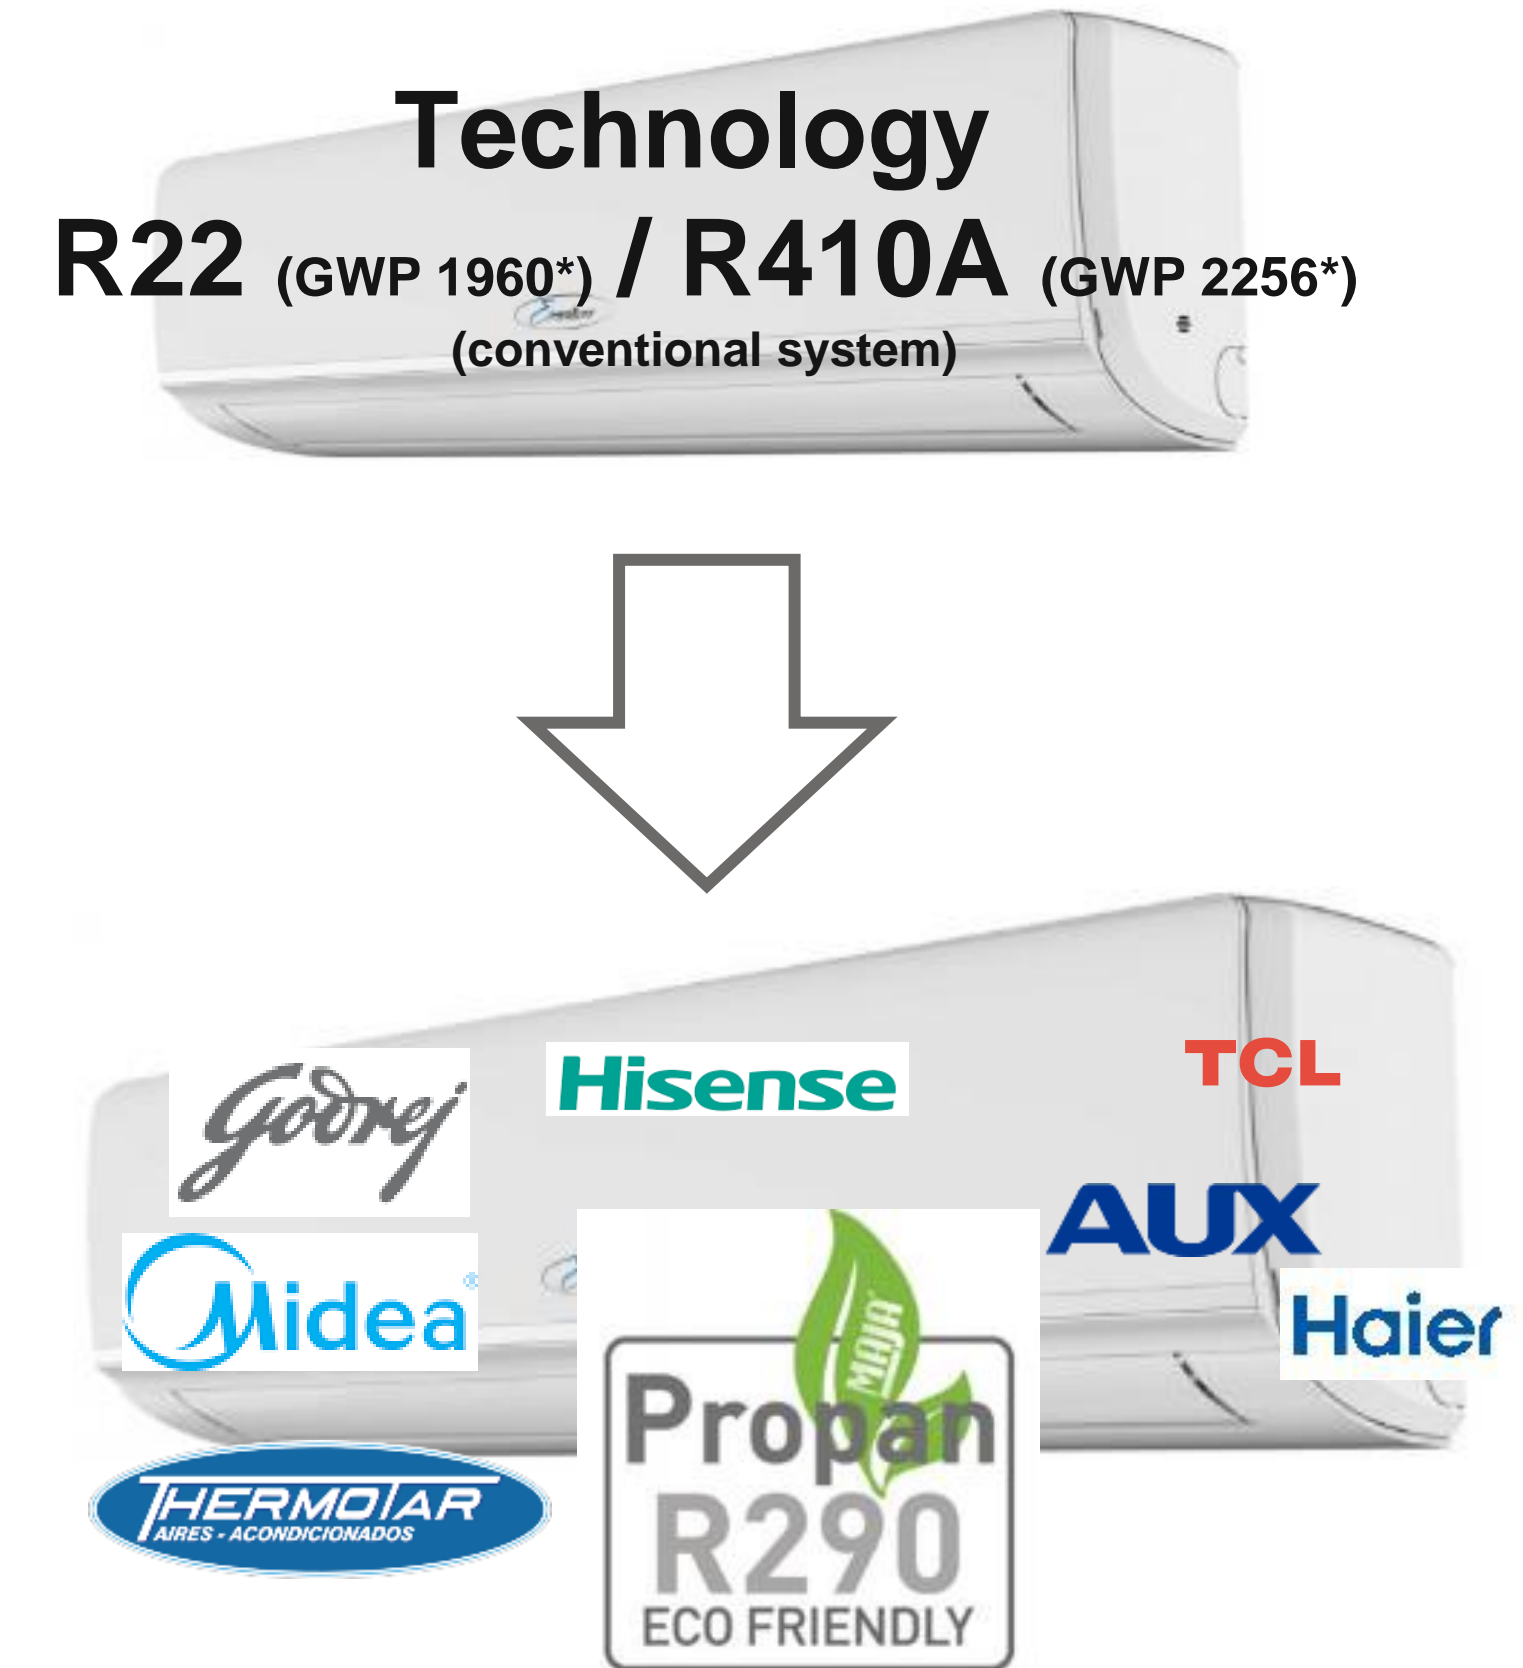 Technology
R22 (GWP 1960*) / R410A (GWP 2256*)
(conventional system)
Godrej
Hisense
TCL
AUX
Midea
Haier
MAJA
Propan
R290
ECO FRIENDLY
THERMOTAR
AIRES - ACONDICIONADOS